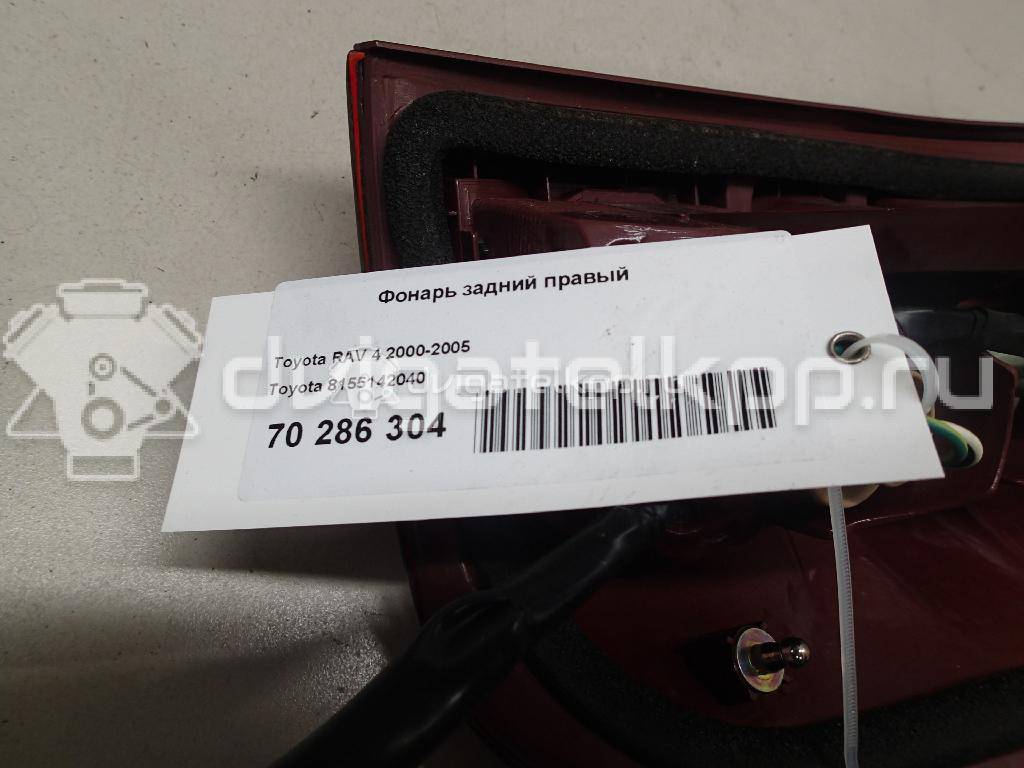 Фонарь задний правый
Toyota RAV 4 2000-2005
Toyota 8155142040
70 286 304
dvigatelkop.ru